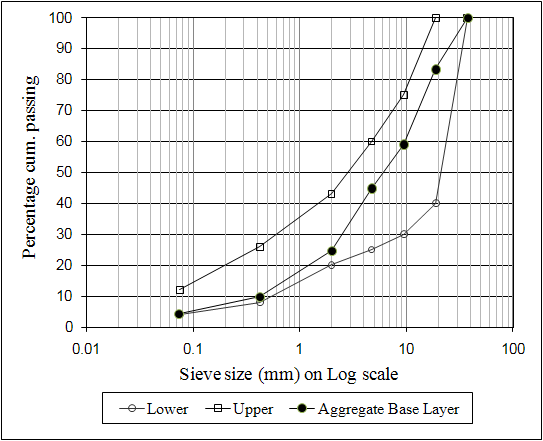 100
90
80
70
60
50
40
30
20
10
0
Percentage cum. passing
0.01 0.1 1 10 100
Sieve size (mm) on Log scale
Lower Upper Aggregate Base Layer